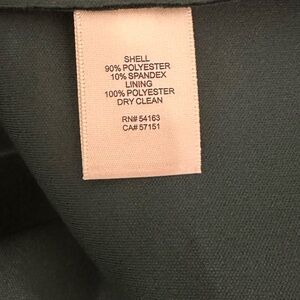 SHELL
90% POLYESTER
10% SPANDEX
LINING
100% POLYESTER
DRY CLEAN
RN# 54163
CA# 57151